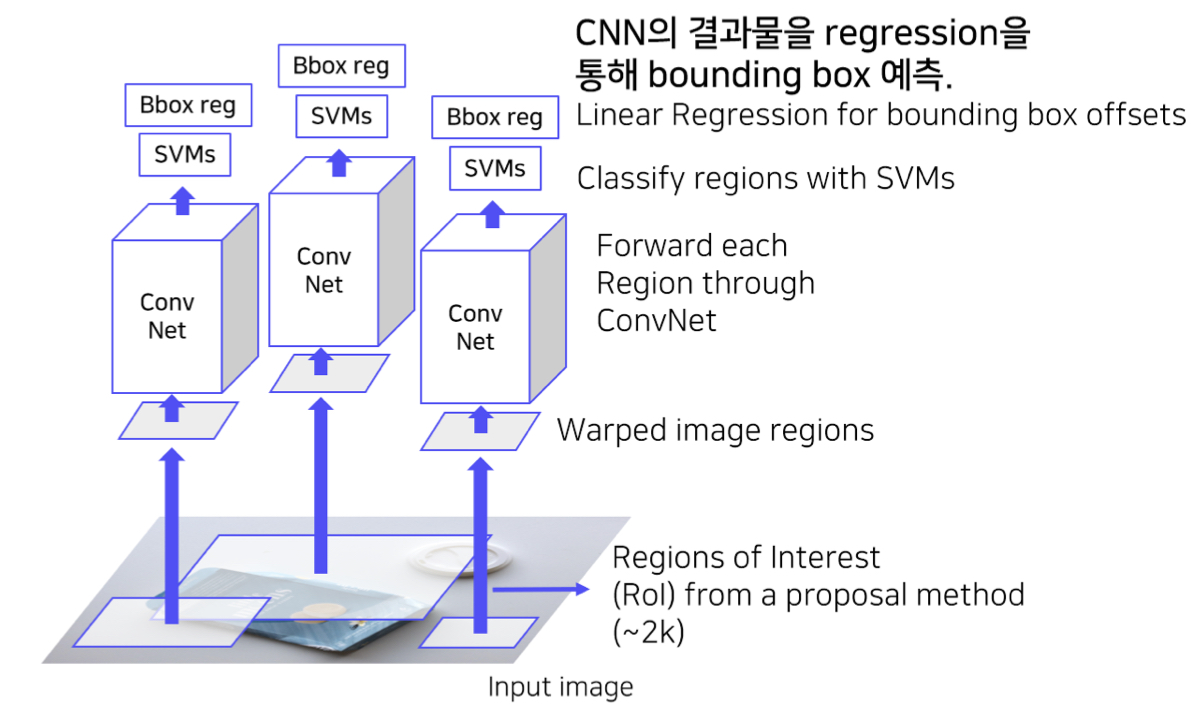 CNN의 결과물을 regression을
통해 bounding box 예측.
Linear Regression for bounding box offsets
Classify regions with SVMs
Forward each
Region through
ConvNet
Warped image regions
Regions of Interest
(RoI) from a proposal method
(~2k)
Input image
Bbox reg
SVMs
Conv
Net
Bbox reg
SVMs
Conv
Net
Bbox reg
SVMs
Conv
Net